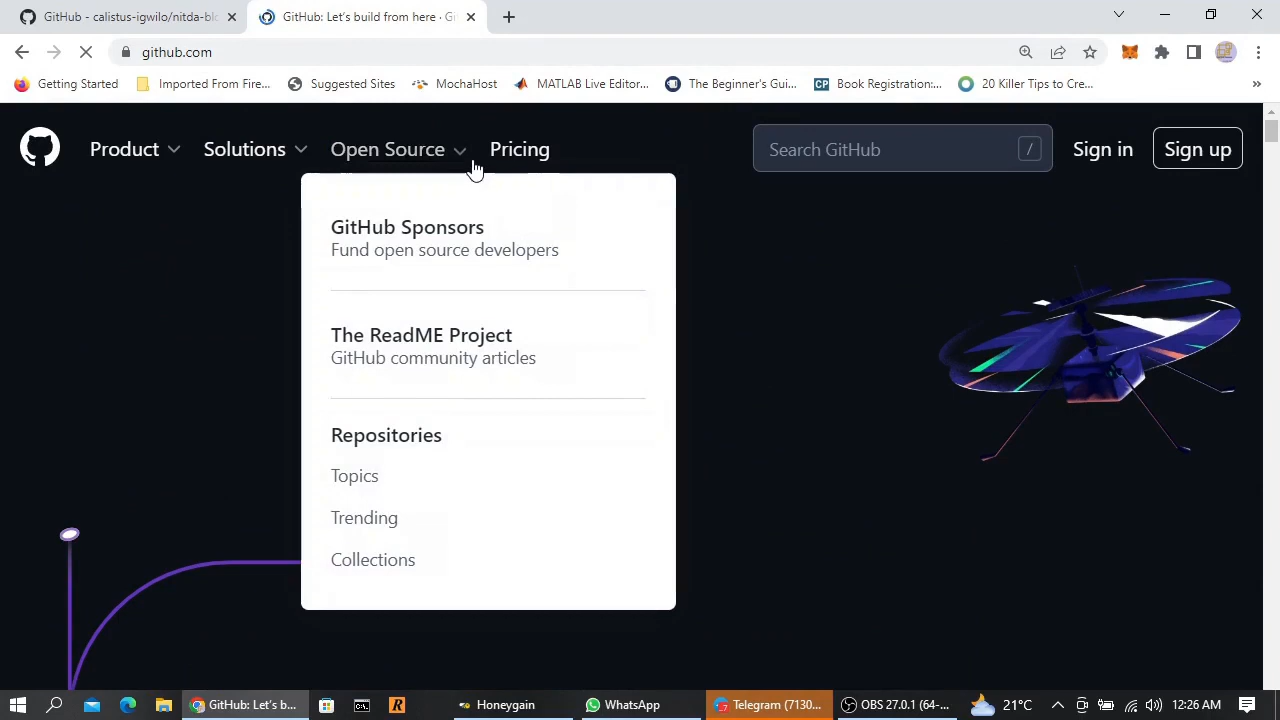 GitHub - calistus-igwilo/nitda-blo
GitHub: Let's build from here · Git
github.com
Getting Started
Imported From Fire...
Suggested Sites
MochaHost
MATLAB Live Editor...
The Beginner's Gui...
CP
Book Registration:...
20 Killer Tips to Cre...
»
Product
Solutions
Open Source
Pricing
Search GitHub
/
Sign in
Sign up
GitHub Sponsors
Fund open source developers
The ReadME Project
GitHub community articles
Repositories
Topics
Trending
Collections
GitHub: Let's b...
R
Honeygain
WhatsApp
Telegram (7130...
OBS 27.0.1 (64-...
21°C
12:26 AM